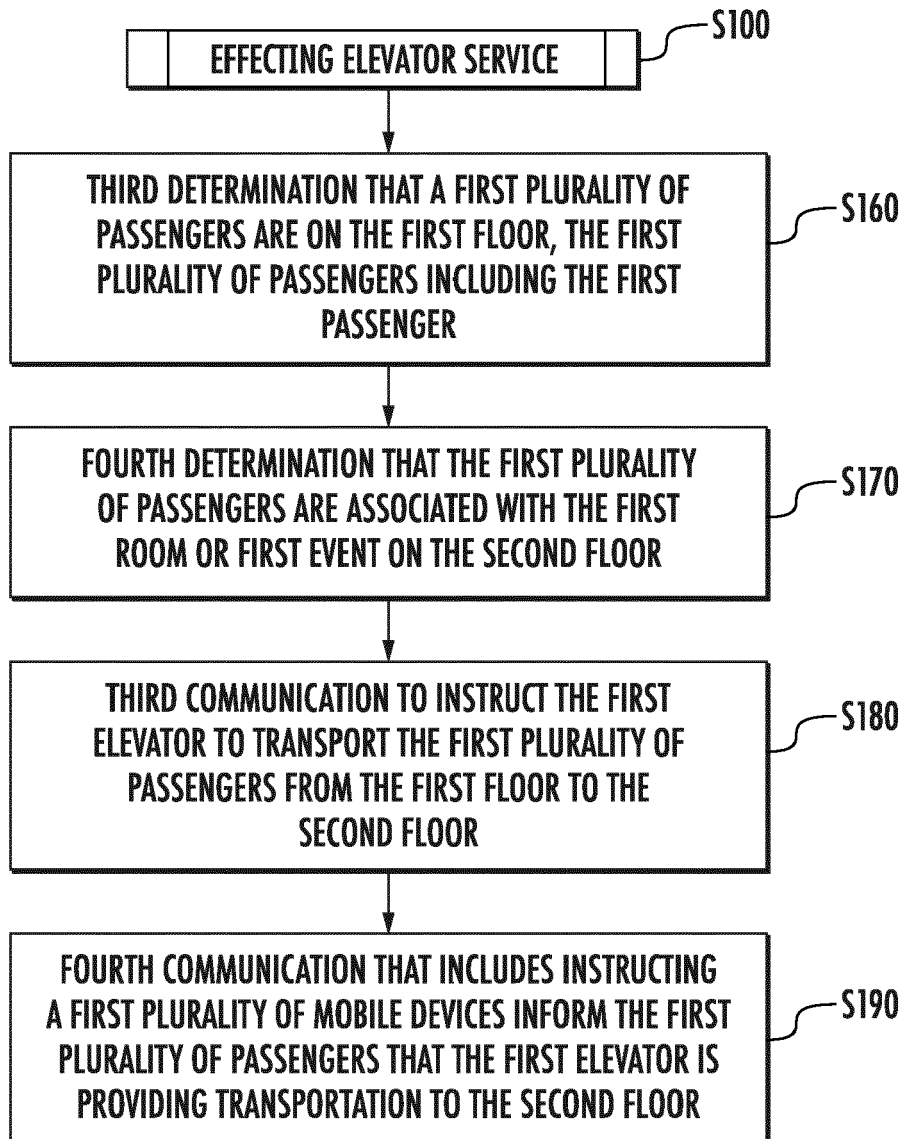 S100
EFFECTING ELEVATOR SERVICE
THIRD DETERMINATION THAT A FIRST PLURALITY OF
PASSENGERS ARE ON THE FIRST FLOOR, THE FIRST
PLURALITY OF PASSENGERS INCLUDING THE FIRST
PASSENGER
S160
FOURTH DETERMINATION THAT THE FIRST PLURALITY
OF PASSENGERS ARE ASSOCIATED WITH THE FIRST
ROOM OR FIRST EVENT ON THE SECOND FLOOR
S170
THIRD COMMUNICATION TO INSTRUCT THE FIRST
ELEVATOR TO TRANSPORT THE FIRST PLURALITY OF
PASSENGERS FROM THE FIRST FLOOR TO THE
SECOND FLOOR
S180
FOURTH COMMUNICATION THAT INCLUDES INSTRUCTING
A FIRST PLURALITY OF MOBILE DEVICES INFORM THE FIRST
PLURALITY OF PASSENGERS THAT THE FIRST ELEVATOR IS
PROVIDING TRANSPORTATION TO THE SECOND FLOOR
S190